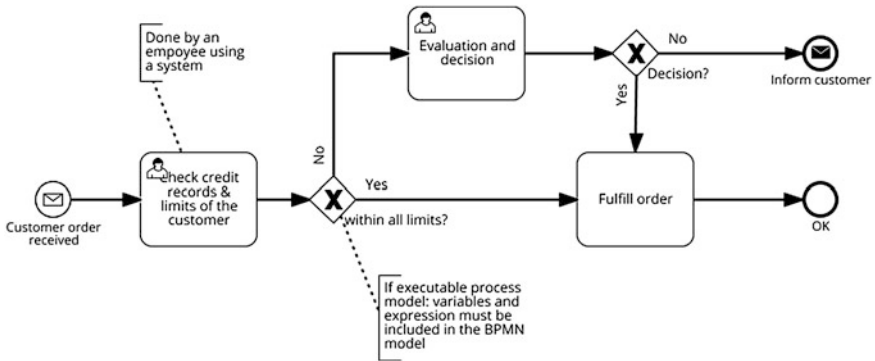 Done by an
empoyee using
a system
Evaluation and
decision
No
Decision?
Inform customer
Yes
No
Check credit
records &
limits of the
customer
Yes
within all limits?
Fulfill order
Customer order
received
OK
If executable process
model: variables and
expression must be
included in the BPMN
model